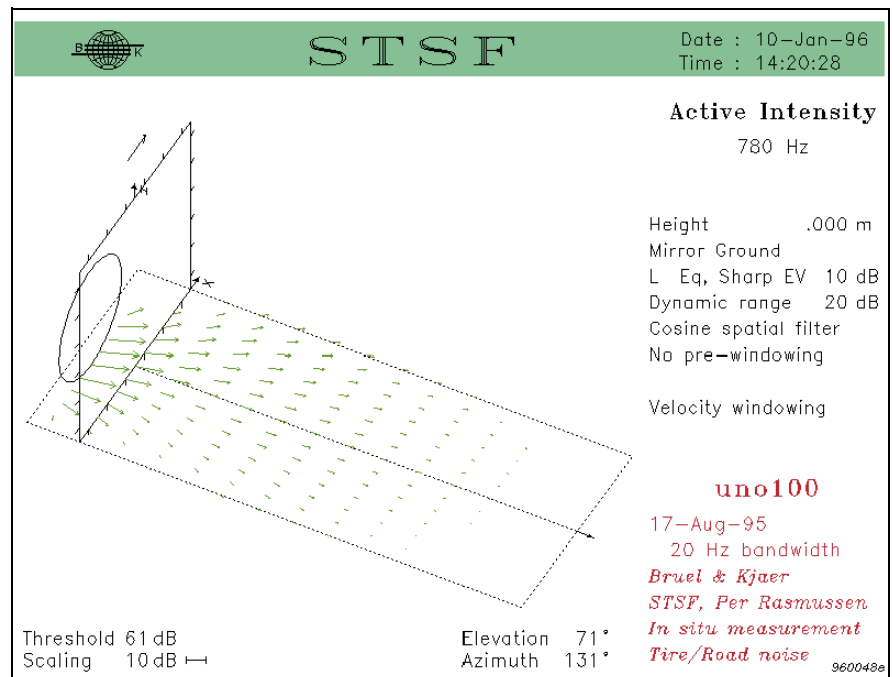 B K
STSF
Date : 10-Jan-96
Time : 14:20:28
Active Intensity
780 Hz
Height .000 m
Mirror Ground
L Eq, Sharp EV 10 dB
Dynamic range 20 dB
Cosine spatial filter
No pre-windowing
Velocity windowing
X
uno100
17-Aug-95
20 Hz bandwidth
Bruel & Kjaer
STSF, Per Rasmussen
In situ measurement
Tire/Road noise
Threshold 61 dB
Scaling 10 dB
Elevation 71°
Azimuth 131°
960048e